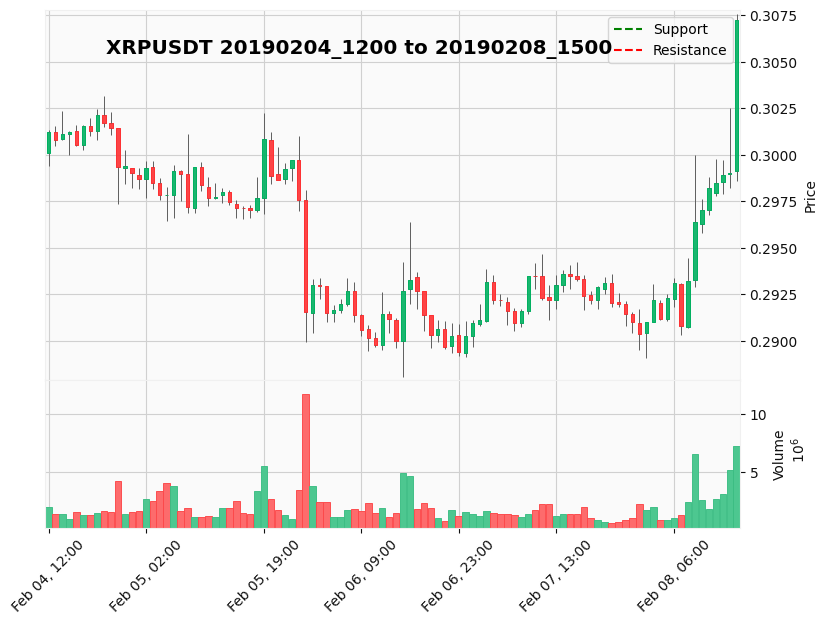 XRPUSDT 20190204_1200 to 20190208_1500
Support
Resistance
0.3075
0.3050
0.3025
0.3000
0.2975
0.2950
0.2925
0.2900
Price
10
5
Volume
10^6
Feb 04, 12:00
Feb 05, 02:00
Feb 05, 19:00
Feb 06, 09:00
Feb 06, 23:00
Feb 07, 13:00
Feb 08, 06:00